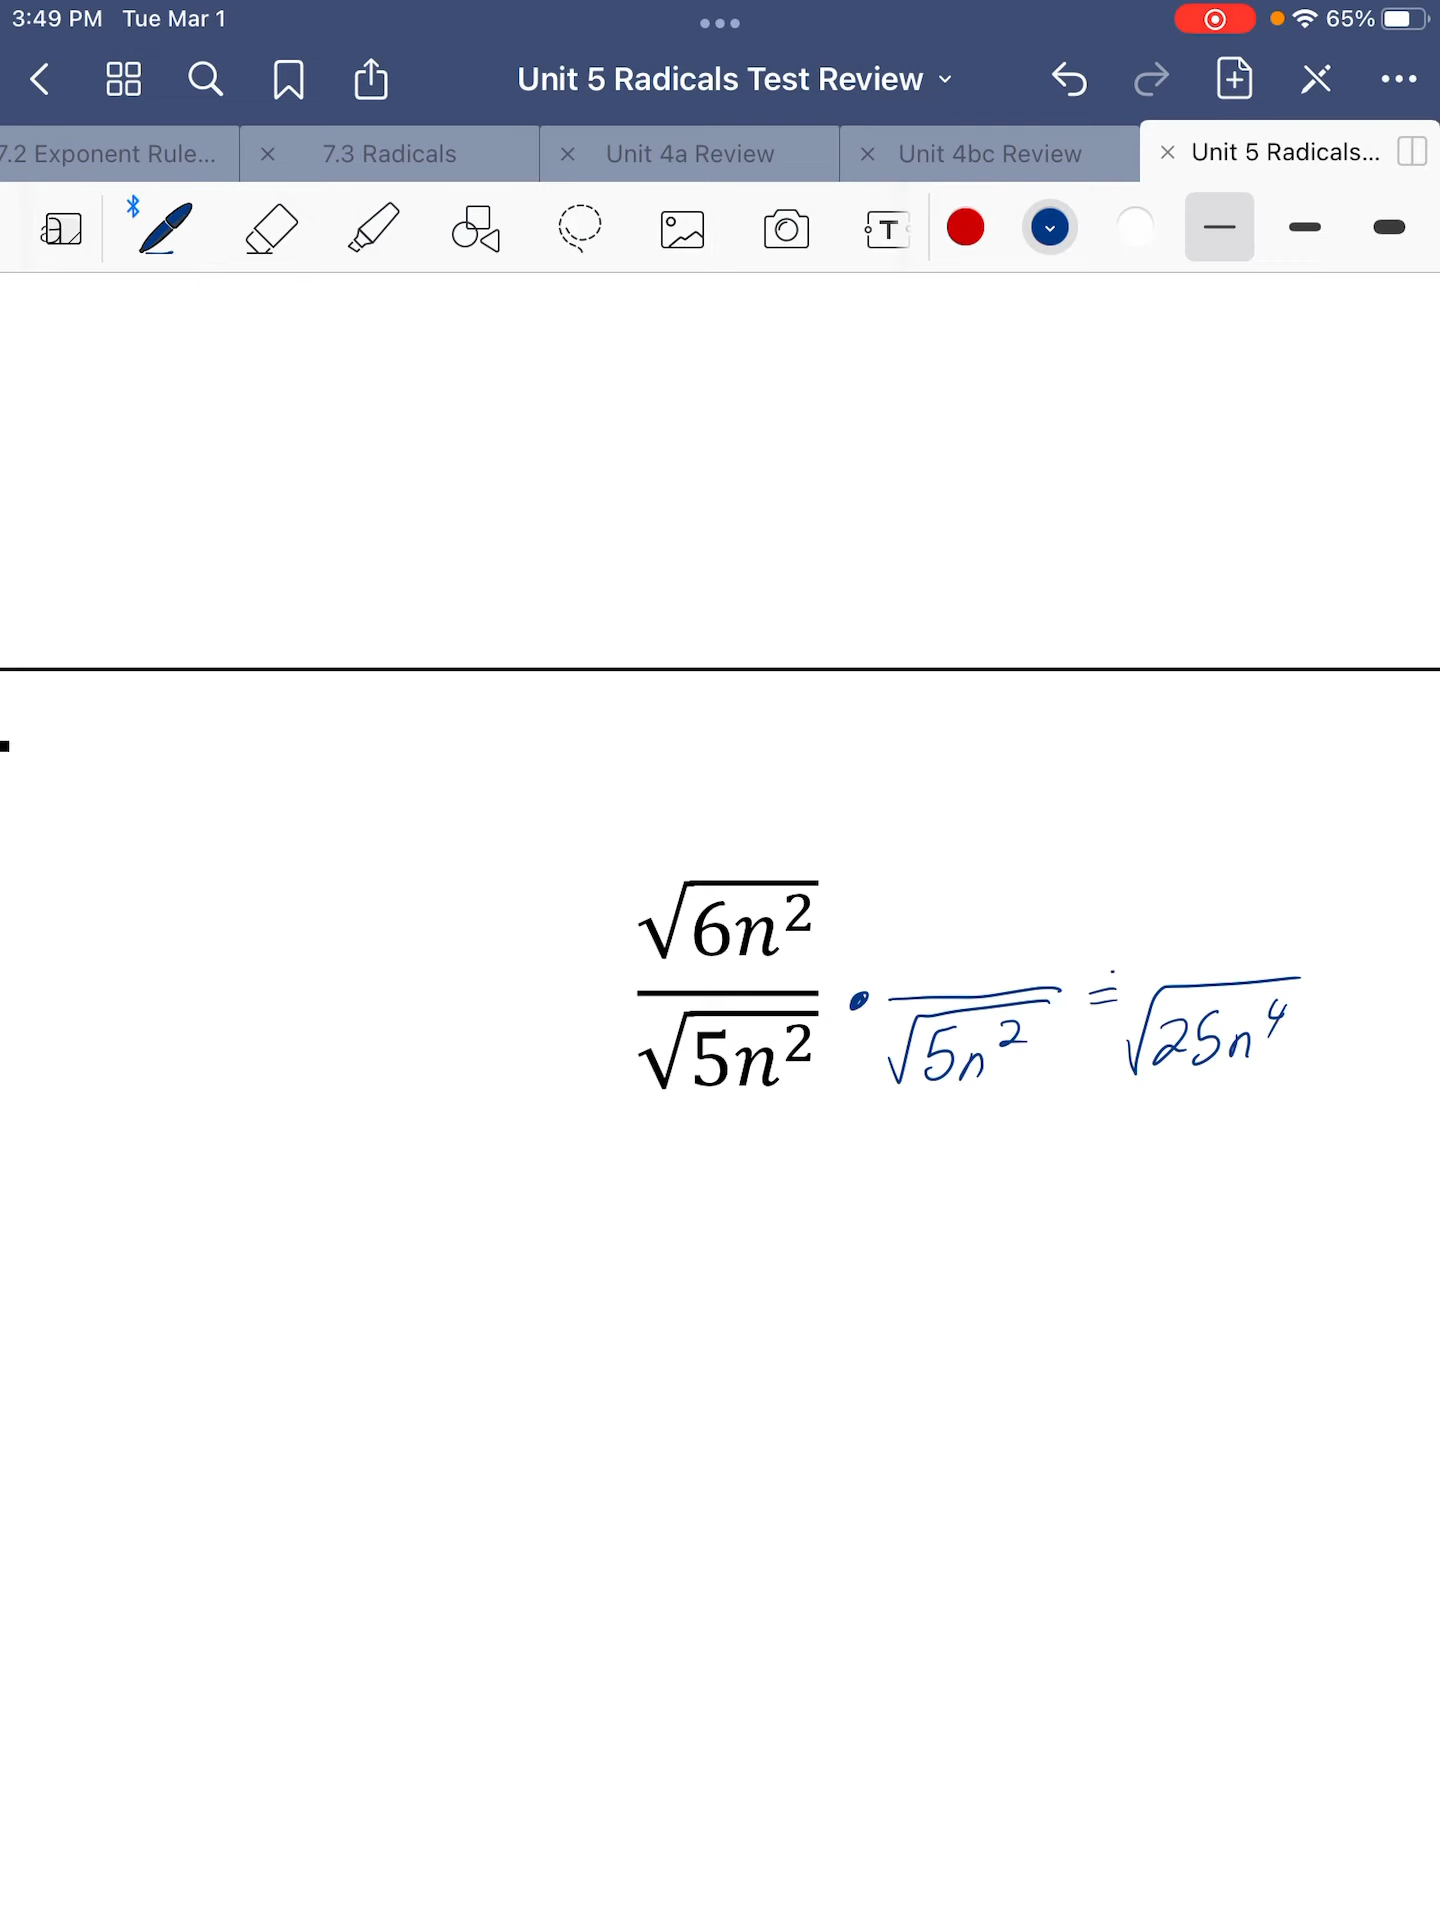 3:49 PM Tue Mar 1
65%
Unit 5 Radicals Test Review
7.2 Exponent Rule...
7.3 Radicals
Unit 4a Review
Unit 4bc Review
Unit 5 Radicals...
a
T
√6n²
√5n² • √5n² = √25n⁴